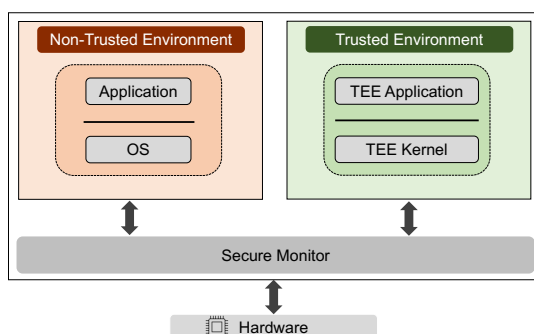 Non-Trusted Environment
Trusted Environment
Application
TEE Application
OS
TEE Kernel
Secure Monitor
Hardware